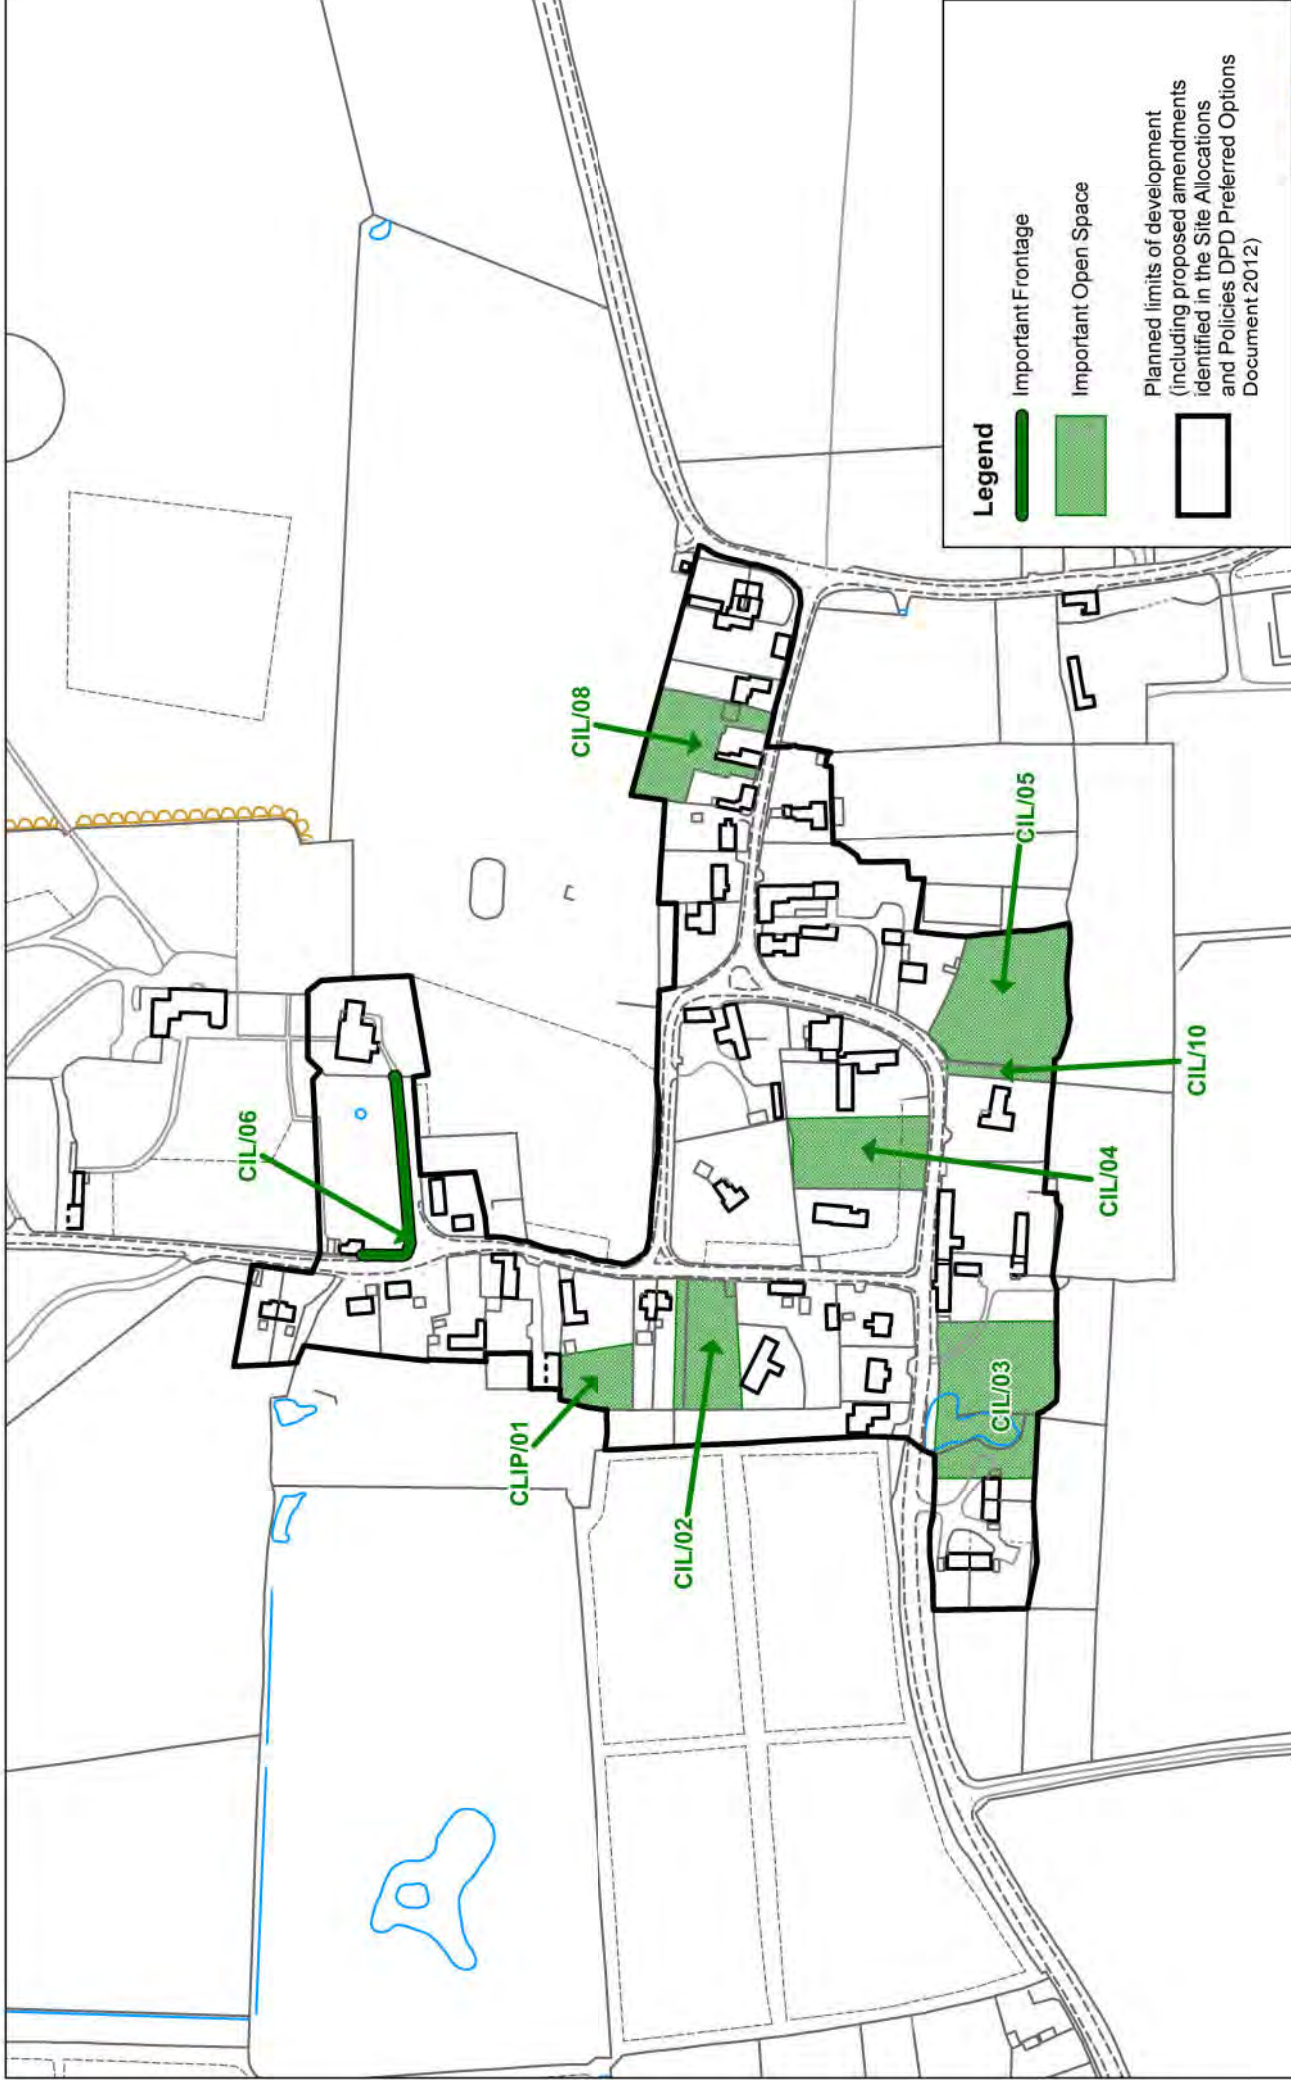 CIL/06
CLIP/01
CIL/02
CIL/08
CIL/03
CIL/04
CIL/10
CIL/05
Legend
Important Frontage
Important Open Space
Planned limits of development
(including proposed amendments
identified in the Site Allocations
and Policies DPD Preferred Options
Document 2012)